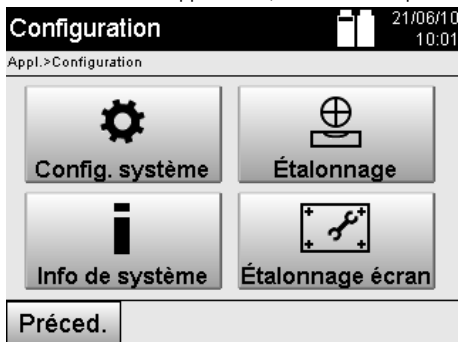 Configuration
21/06/10
10:01
Appl.>Configuration
Config. système
Étalonnage
Info de système
Étalonnage écran
Préced.